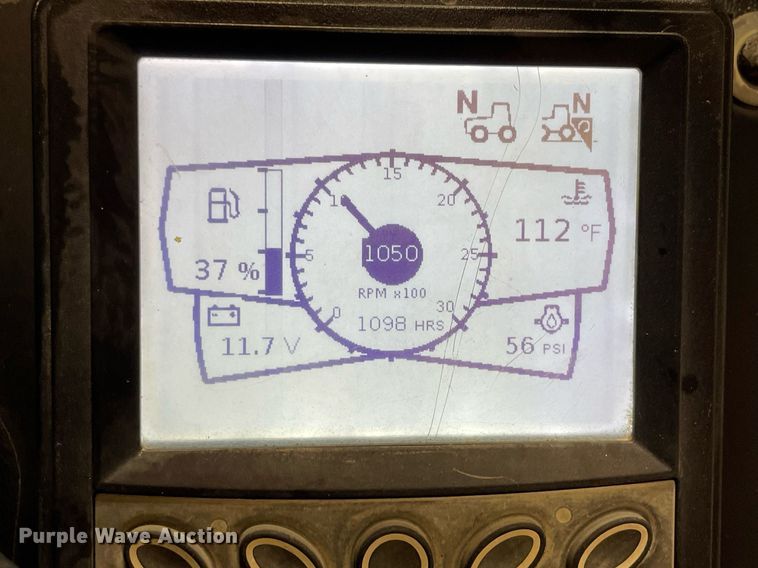 N
N
15
10
20
112 °F
1050
5
25
37 %
RPM x100
0
30
1098 HRS
11.7 V
56 PSI
Purple Wave Auction®